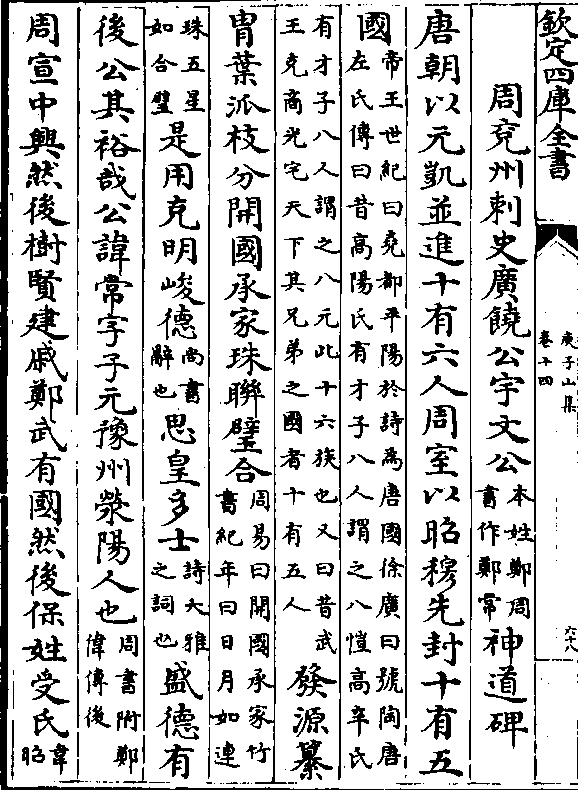 欽定四庫全書
庾子山集
卷十四
六十八
周兖州刺史廣饒公宇文公本姓鄭周書作鄭常神道碑
唐朝以元凱並進十有六人周室以昭穆先封十有五
國帝王世紀曰堯都平陽於詩為唐國徐廣曰號陶唐左氏傳曰昔高陽氏有才子八人謂之八愷高辛氏
有才子八人謂之八元此十六族也又曰昔武王克商光宅天下其兄弟之國者十有五人發源纂
胄葉派枝分開國承家珠聯璧合周易曰開國承家竹書紀年曰日月如連
珠五星如合璧是用克明峻德尚書辭也思皇多士詩大雅之詞也盛德有
後公其裕哉公諱常字子元豫州滎陽人也周書附鄭偉傳後
周宣中興然後樹賢建戚鄭武有國然後保姓受氏韋昭